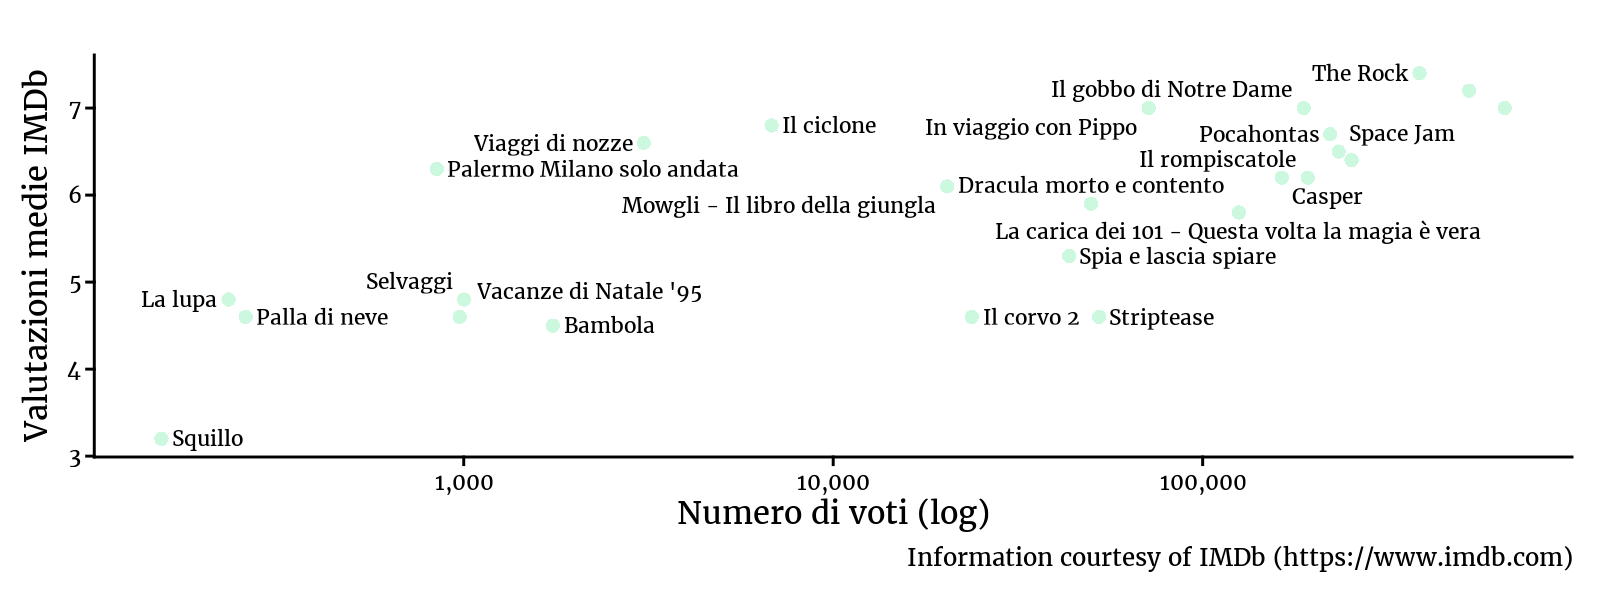 The Rock
Il gobbo di Notre Dame
7
Il ciclone
In viaggio con Pippo
Pocahontas
Space Jam
Viaggi di nozze
Il rompiscatole
Palermo Milano solo andata
Dracula morto e contento
6
Casper
Mowgli - Il libro della giungla
La carica dei 101 - Questa volta la magia è vera
Spia e lascia spiare
Selvaggi
5
Vacanze di Natale '95
La lupa
Palla di neve
Il corvo 2
Striptease
Bambola
4
Squillo
3
Valutazioni medie IMDb
1,000
10,000
100,000
Numero di voti (log)
Information courtesy of IMDb (https://www.imdb.com)